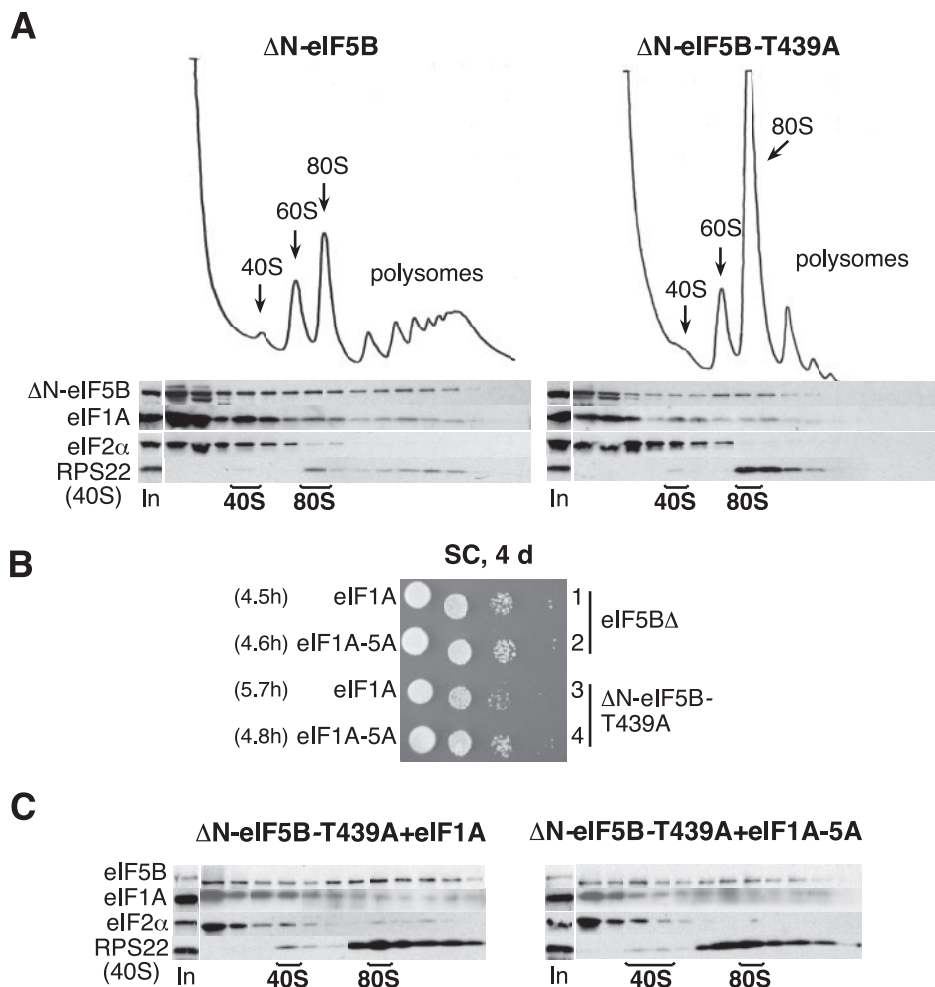 A
ΔN-eIF5B
ΔN-eIF5B-T439A
40S
60S
80S
polysomes
40S
60S
80S
polysomes
ΔN-eIF5B
eIF1A
eIF2α
RPS22
(40S)
In
40S
80S
In
40S
80S
B
SC, 4 d
(4.5h) eIF1A 1
(4.6h) eIF1A-5A 2
eIF5BΔ
(5.7h) eIF1A 3
(4.8h) eIF1A-5A 4
ΔN-eIF5B-
T439A
C
ΔN-eIF5B-T439A+eIF1A
ΔN-eIF5B-T439A+eIF1A-5A
eIF5B
eIF1A
eIF2α
RPS22
(40S)
In
40S
80S
In
40S
80S